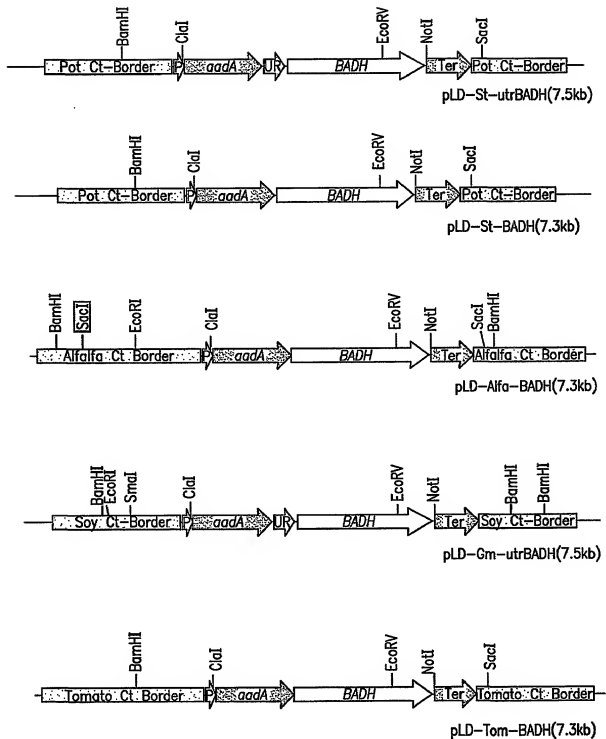 BamHI ClaI EcoRV NotI SacI
Pot Ct-Border P aadA UR BADH Ter Pot Ct-Border
pLD-St-utrBADH(7.5kb)
BamHI ClaI EcoRV NotI SacI
Pot Ct-Border P aadA BADH Ter Pot Ct-Border
pLD-St-BADH(7.3kb)
BamHI SacI EcoRI ClaI EcoRV NotI SacI BamHI
Alfalfa Ct Border P aadA BADH Ter Alfalfa Ct Border
pLD-Alfa-BADH(7.3kb)
BamHI EcoRI SmaI ClaI EcoRV NotI BamHI BamHI
Soy Ct-Border P aadA UR BADH Ter Soy Ct-Border
pLD-Gm-utrBADH(7.5kb)
BamHI ClaI EcoRV NotI SacI
Tomato Ct Border P aadA BADH Ter Tomato Ct Border
pLD-Tom-BADH(7.3kb)